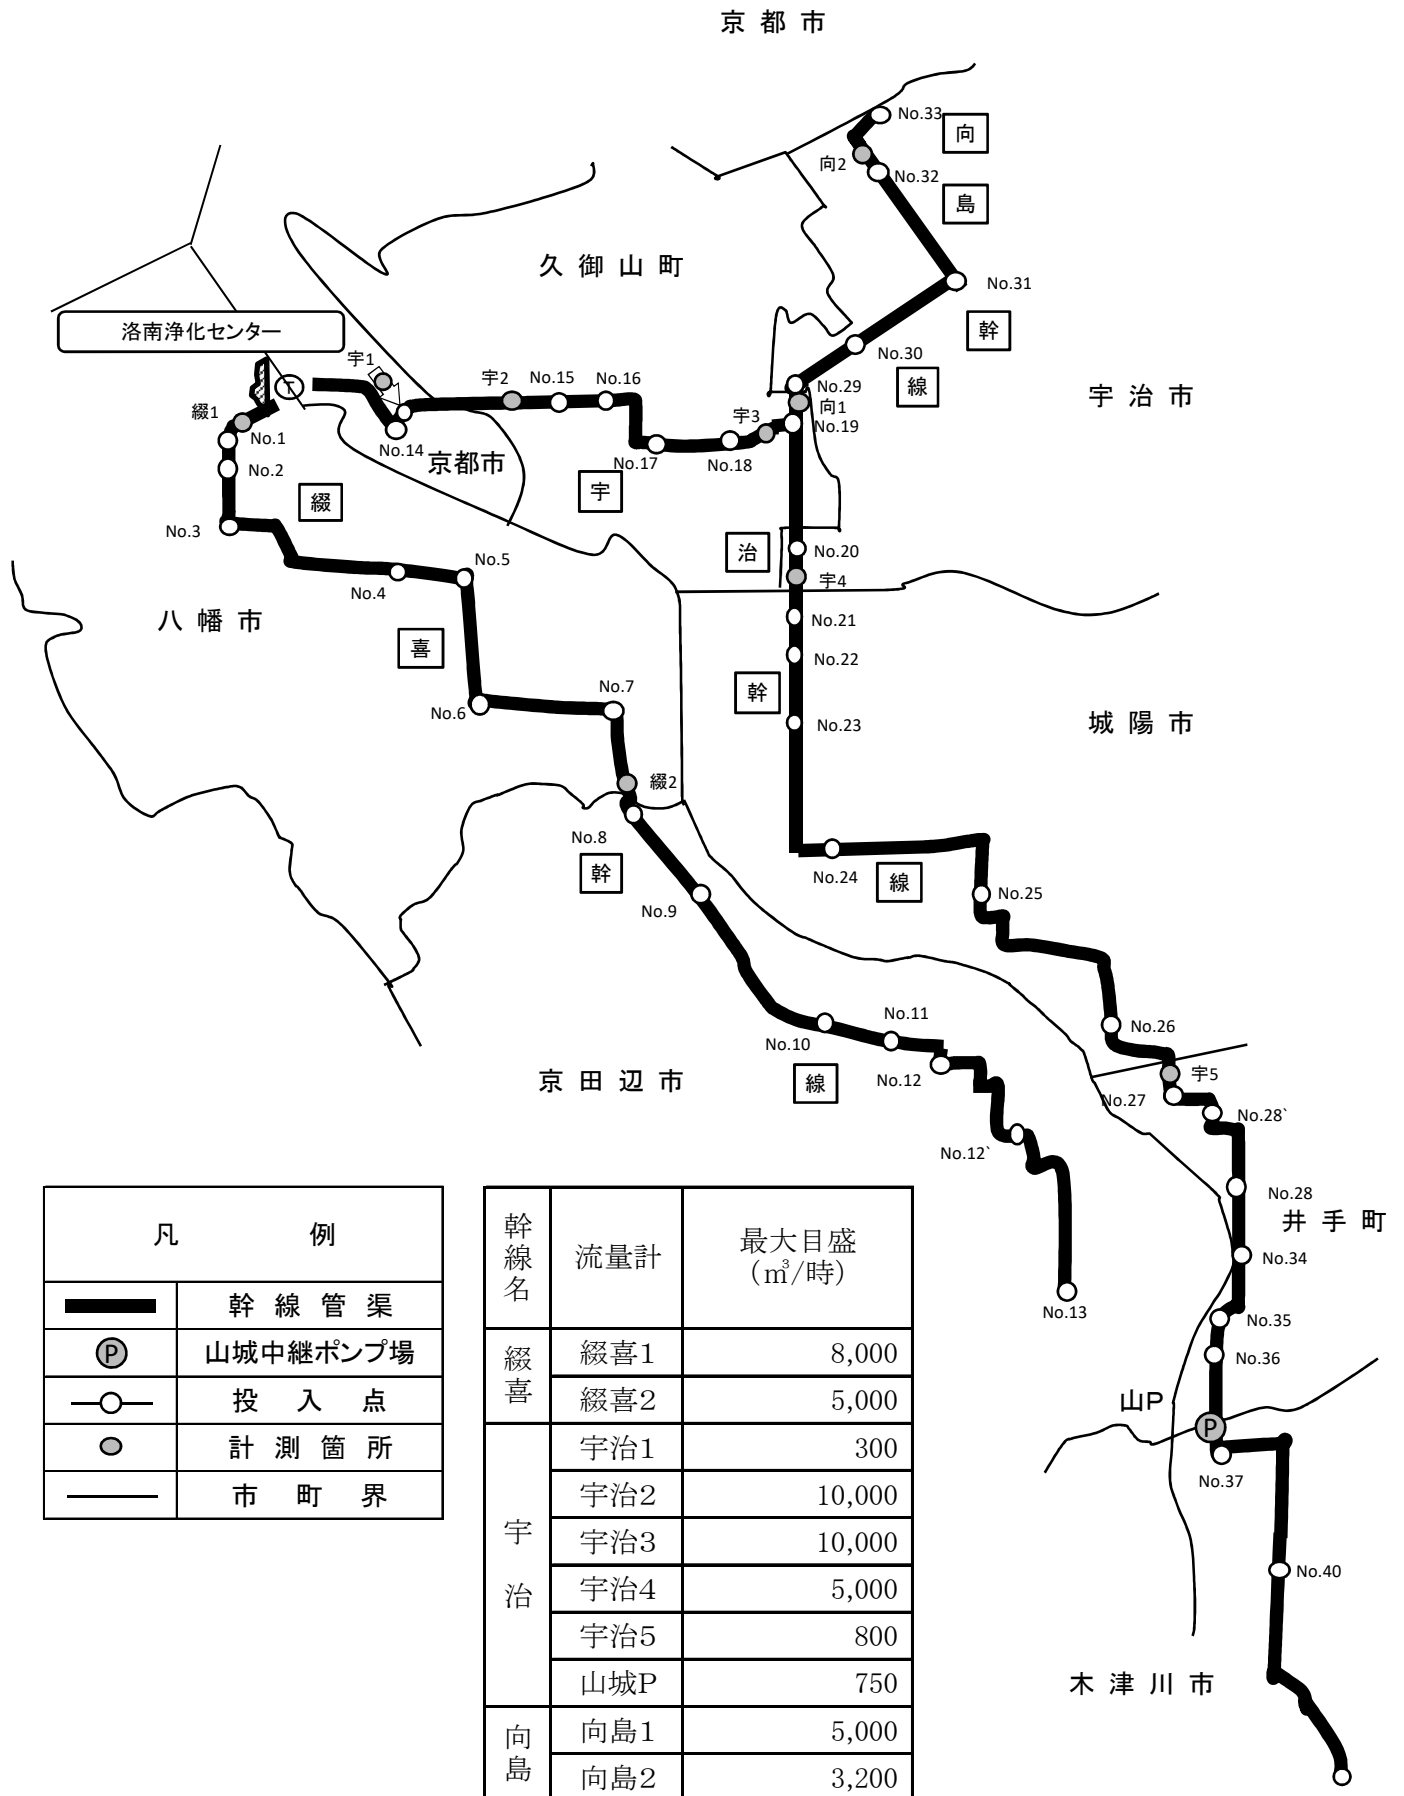 京都市
No.33
向
向2
No.32
島
久御山町
No.31
洛南浄化センター
幹
宇1
No.30
線
宇2
No.15
No.16
No.29
宇治市
T
向1
綴1
宇3
No.19
No.1
No.14
京都市
No.17
No.18
No.2
綴
宇
No.3
治
No.20
No.5
宇4
No.4
八幡市
No.21
喜
No.22
No.7
幹
No.6
No.23
城陽市
綴2
No.8
幹
No.24
線
No.25
No.9
No.11
No.26
No.10
京田辺市
線
No.12
宇5
No.27
No.28`
No.12`
No.28
井手町
No.34
No.13
No.35
No.36
山P
P
No.37
No.40
木津川市
凡例
幹線管渠
P 山城中継ポンプ場
投入点
計測箇所
市町界
幹線名 流量計 最大目盛
(㎥/時)
綴喜 綴喜1 8,000
綴喜2 5,000
宇治 宇治1 300
宇治2 10,000
宇治3 10,000
宇治4 5,000
宇治5 800
山城P 750
向島 向島1 5,000
向島2 3,200